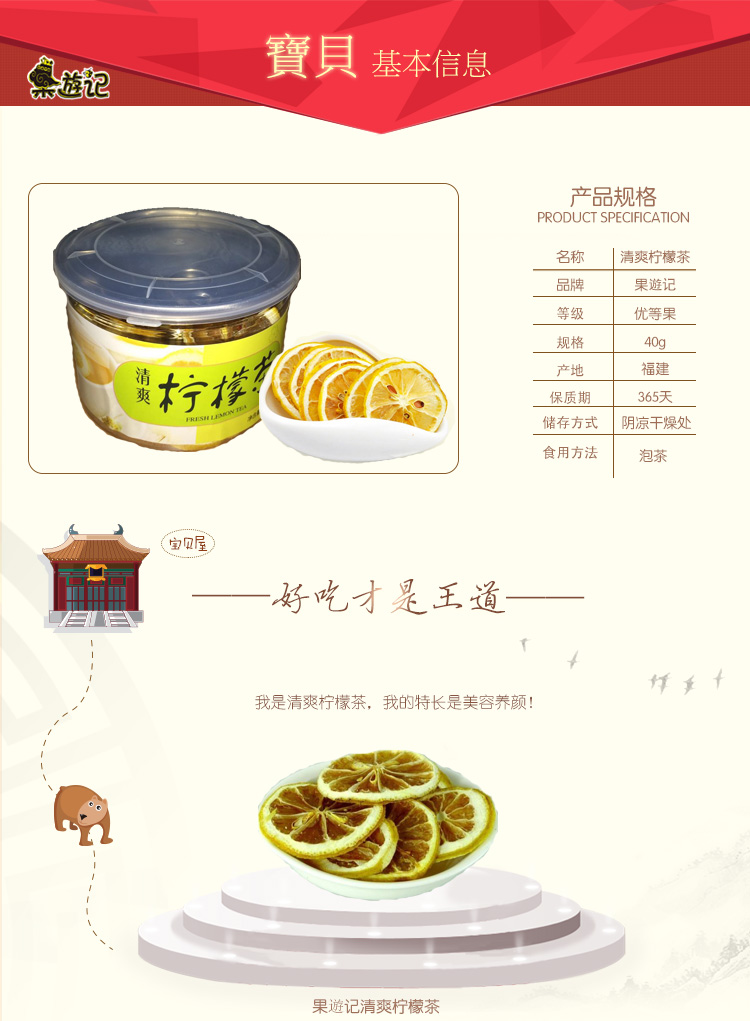 寶貝 基本信息
果遊记
产品规格
PRODUCT SPECIFICATION
名称 清爽柠檬茶
品牌 果遊记
等级 优等果
规格 40g
产地 福建
保质期 365天
储存方式 阴凉干燥处
食用方法 泡茶
清爽
柠檬茶
FRESH LEMON TEA
宝贝屋
好吃才是王道
我是清爽柠檬茶，我的特长是美容养颜！
果遊记清爽柠檬茶